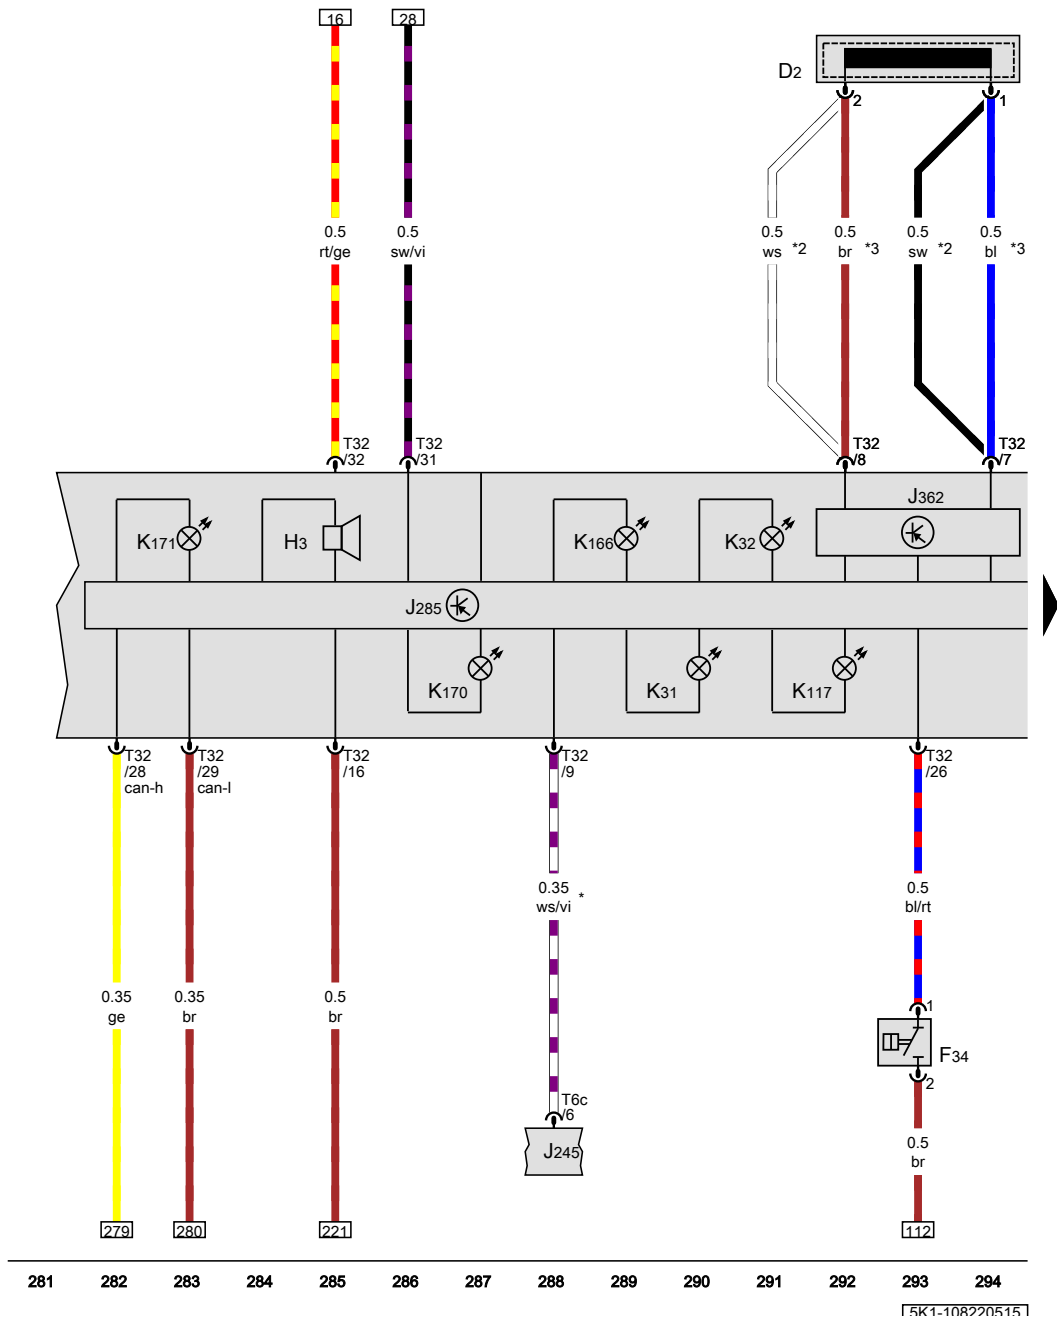 16
28
D2
2
1
0.5
rt/ge
0.5
sw/vi
0.5
ws *2
0.5
br *3
0.5
sw *2
0.5
bl *3
T32
/32
T32
/31
T32
/8
T32
/7
J362
K171
H3
K166
K32
J285
K170
K31
K117
T32
/28
can-h
T32
/29
can-l
T32
/16
T32
/9
T32
/26
0.35
ws/vi *
0.5
bl/rt
0.35
ge
0.35
br
0.5
br
1
F34
2
T6c
/6
J245
0.5
br
279
280
221
112
281 282 283 284 285 286 287 288 289 290 291 292 293 294
5K1-108220515